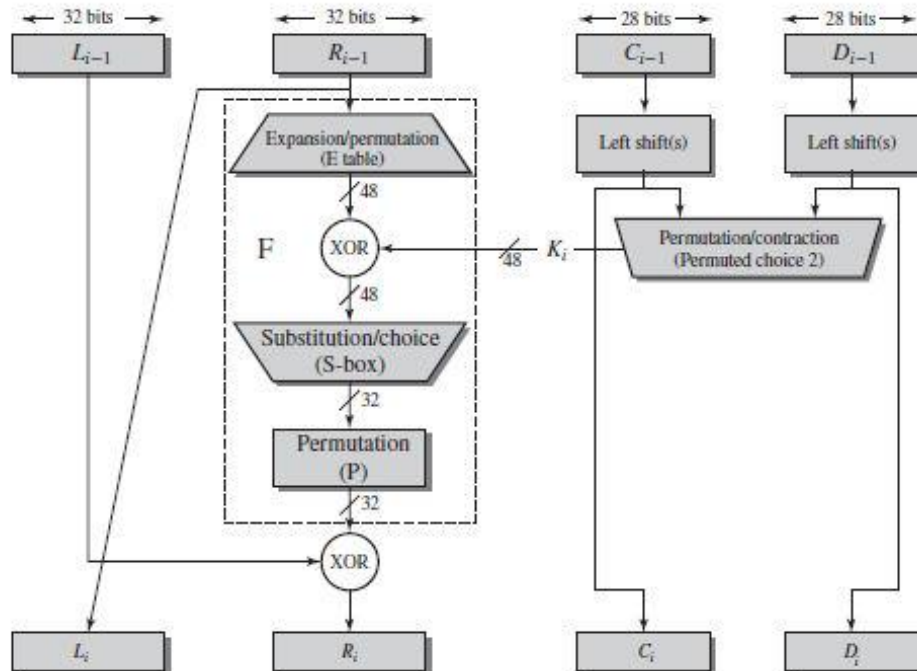 32 bits
32 bits
28 bits
28 bits
L_{i–1}
R_{i–1}
C_{i–1}
D_{i–1}
Expansion/permutation
(E table)
Left shift(s)
Left shift(s)
48
F
XOR
48
K_i
Permutation/contraction
(Permuted choice 2)
48
Substitution/choice
(S-box)
32
Permutation
(P)
32
XOR
L_i
R_i
C_i
D_i